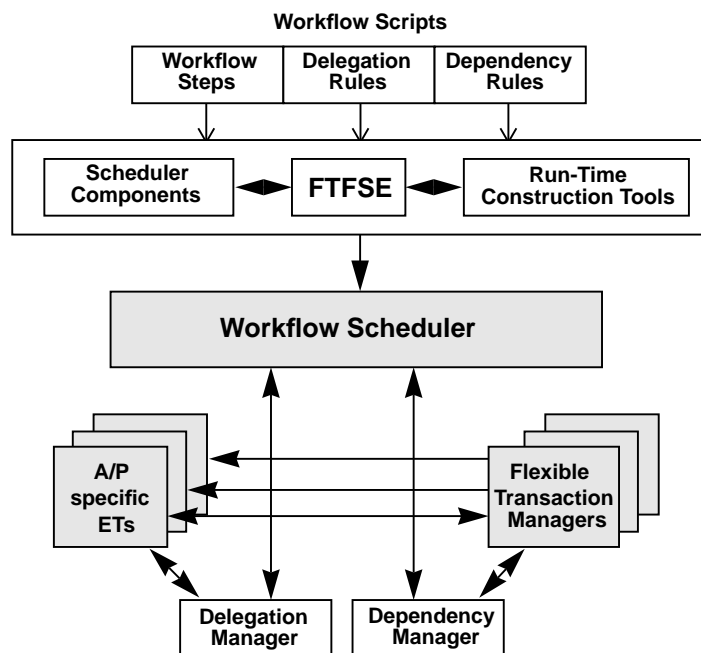 Workflow Scripts
Workflow
Steps
Delegation
Rules
Dependency
Rules
Scheduler
Components
FTFSE
Run-Time
Construction Tools
Workflow Scheduler
A/P
specific
ETs
Flexible
Transaction
Managers
Delegation
Manager
Dependency
Manager